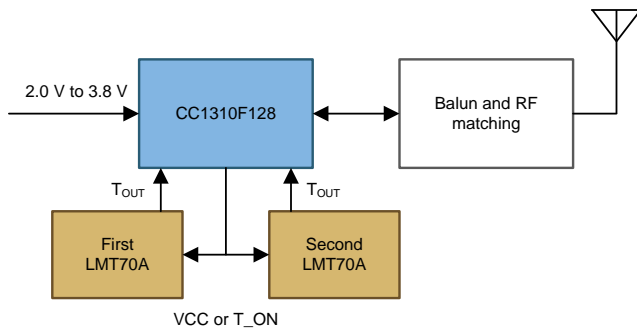 2.0 V to 3.8 V
CC1310F128
Balun and RF
matching
TOUT
TOUT
First
LMT70A
Second
LMT70A
VCC or T_ON